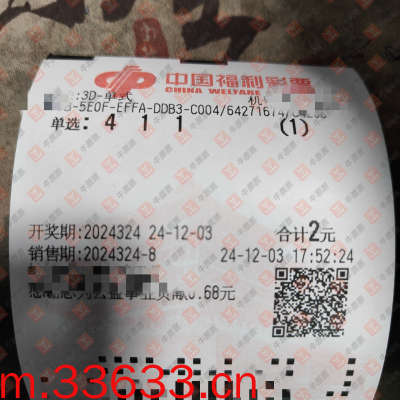 中国福利彩票
CHINA WELFARE
:3D-单式
5E0F-EFFA-DDB3-C004/64271674/
单选: 4 1 1 (1)
开奖期:2024324 24-12-03 合计2元
销售期:2024324-8 24-12-03 17:52:24
贡献0.68元
m.33633.cn